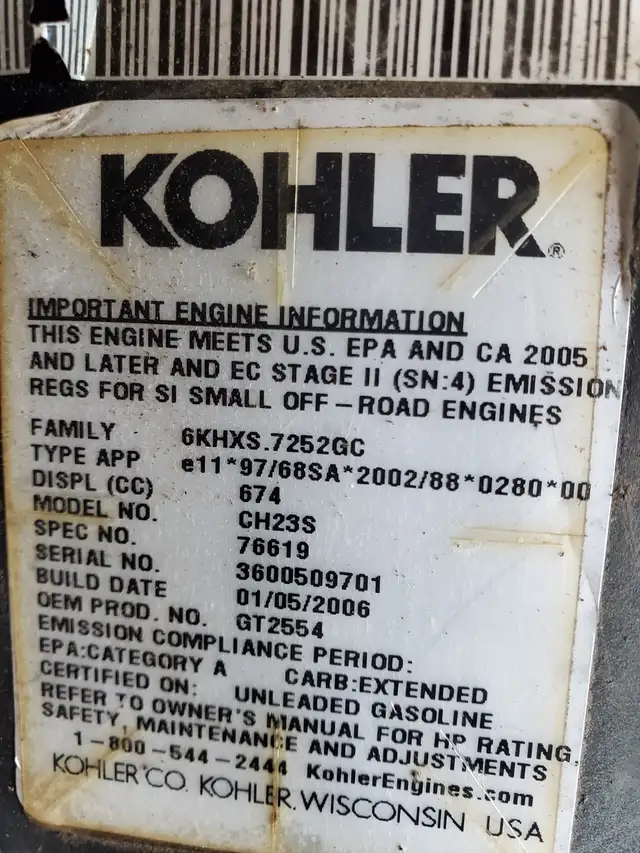 KOHLER®
IMPORTANT ENGINE INFORMATION
THIS ENGINE MEETS U.S. EPA AND CA 2005
AND LATER AND EC STAGE II (SN:4) EMISSION
REGS FOR SI SMALL OFF-ROAD ENGINES
FAMILY 6KHXS.7252GC
TYPE APP e11*97/68SA*2002/88*0280*00
DISPL (CC) 674
MODEL NO. CH23S
SPEC NO. 76619
SERIAL NO. 3600509701
BUILD DATE 01/05/2006
OEM PROD. NO. GT2554
EMISSION COMPLIANCE PERIOD:
EPA:CATEGORY A CARB:EXTENDED
CERTIFIED ON: UNLEADED GASOLINE
REFER TO OWNER'S MANUAL FOR HP RATING,
SAFETY, MAINTENANCE AND ADJUSTMENTS
1-800-544-2444 KohlerEngines.com
KOHLER CO. KOHLER, WISCONSIN USA